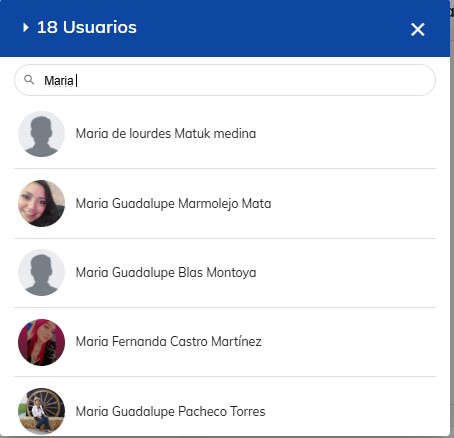 18 Usuarios
Maria
Maria de lourdes Matuk medina
Maria Guadalupe Marmolejo Mata
Maria Guadalupe Blas Montoya
Maria Fernanda Castro Martínez
Maria Guadalupe Pacheco Torres